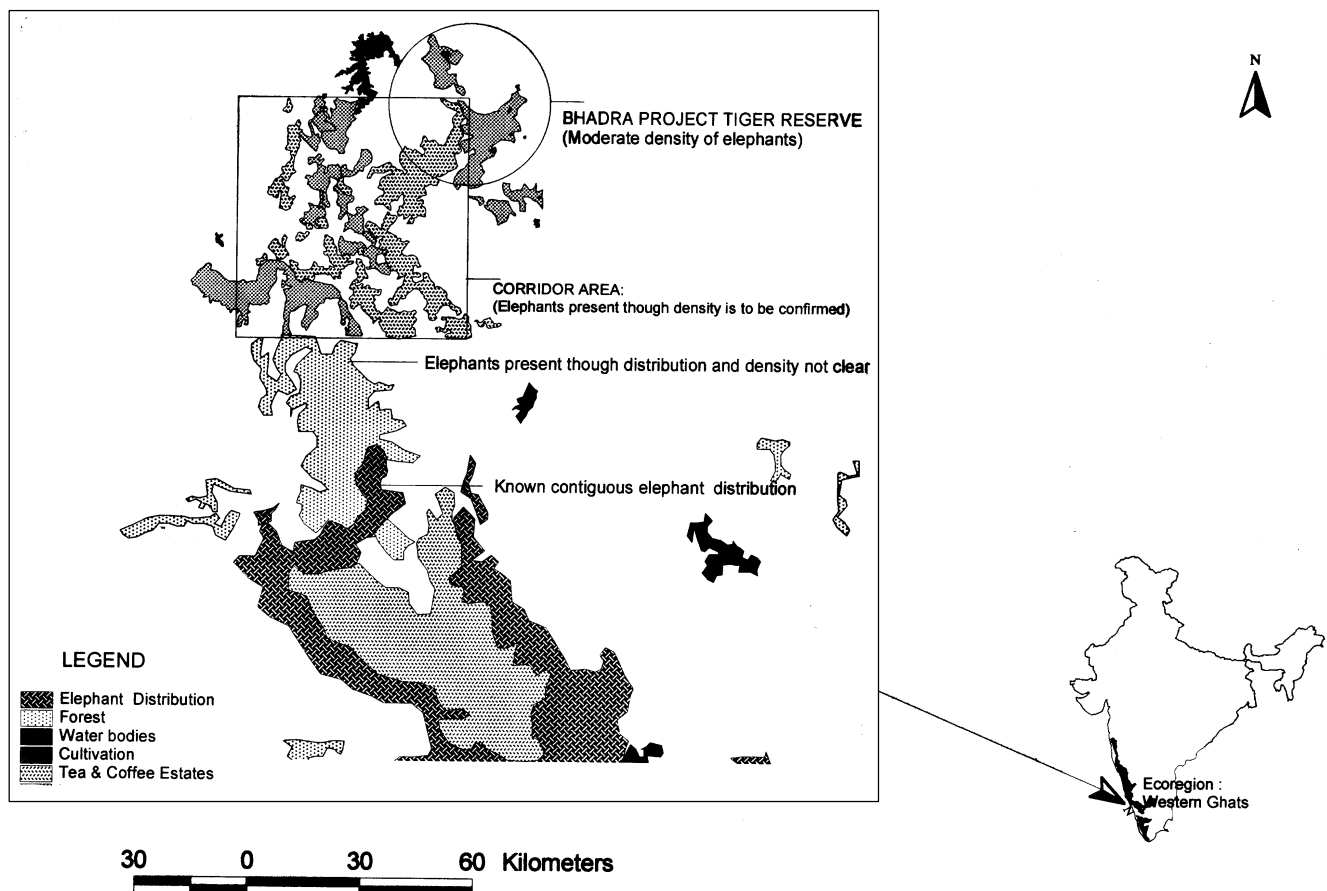 N
BHADRA PROJECT TIGER RESERVE
(Moderate density of elephants)
CORRIDOR AREA:
(Elephants present though density is to be confirmed)
Elephants present though distribution and density not clear
Known contiguous elephant distribution
LEGEND
Elephant Distribution
Forest
Water bodies
Cultivation
Tea & Coffee Estates
Ecoregion :
Western Ghats
30 0 30 60 Kilometers